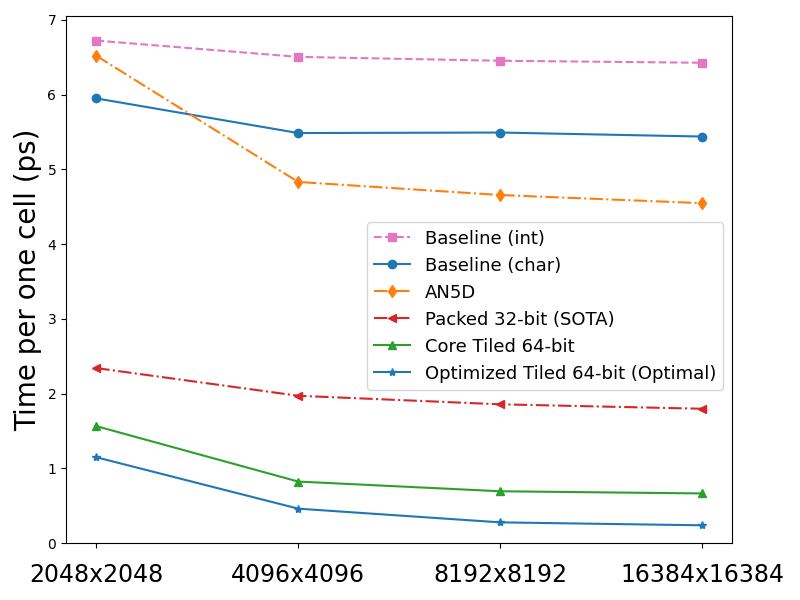 7
6
5
4
3
2
1
0
Time per one cell (ps)
Baseline (int)
Baseline (char)
AN5D
Packed 32-bit (SOTA)
Core Tiled 64-bit
Optimized Tiled 64-bit (Optimal)
2048x2048
4096x4096
8192x8192
16384x16384